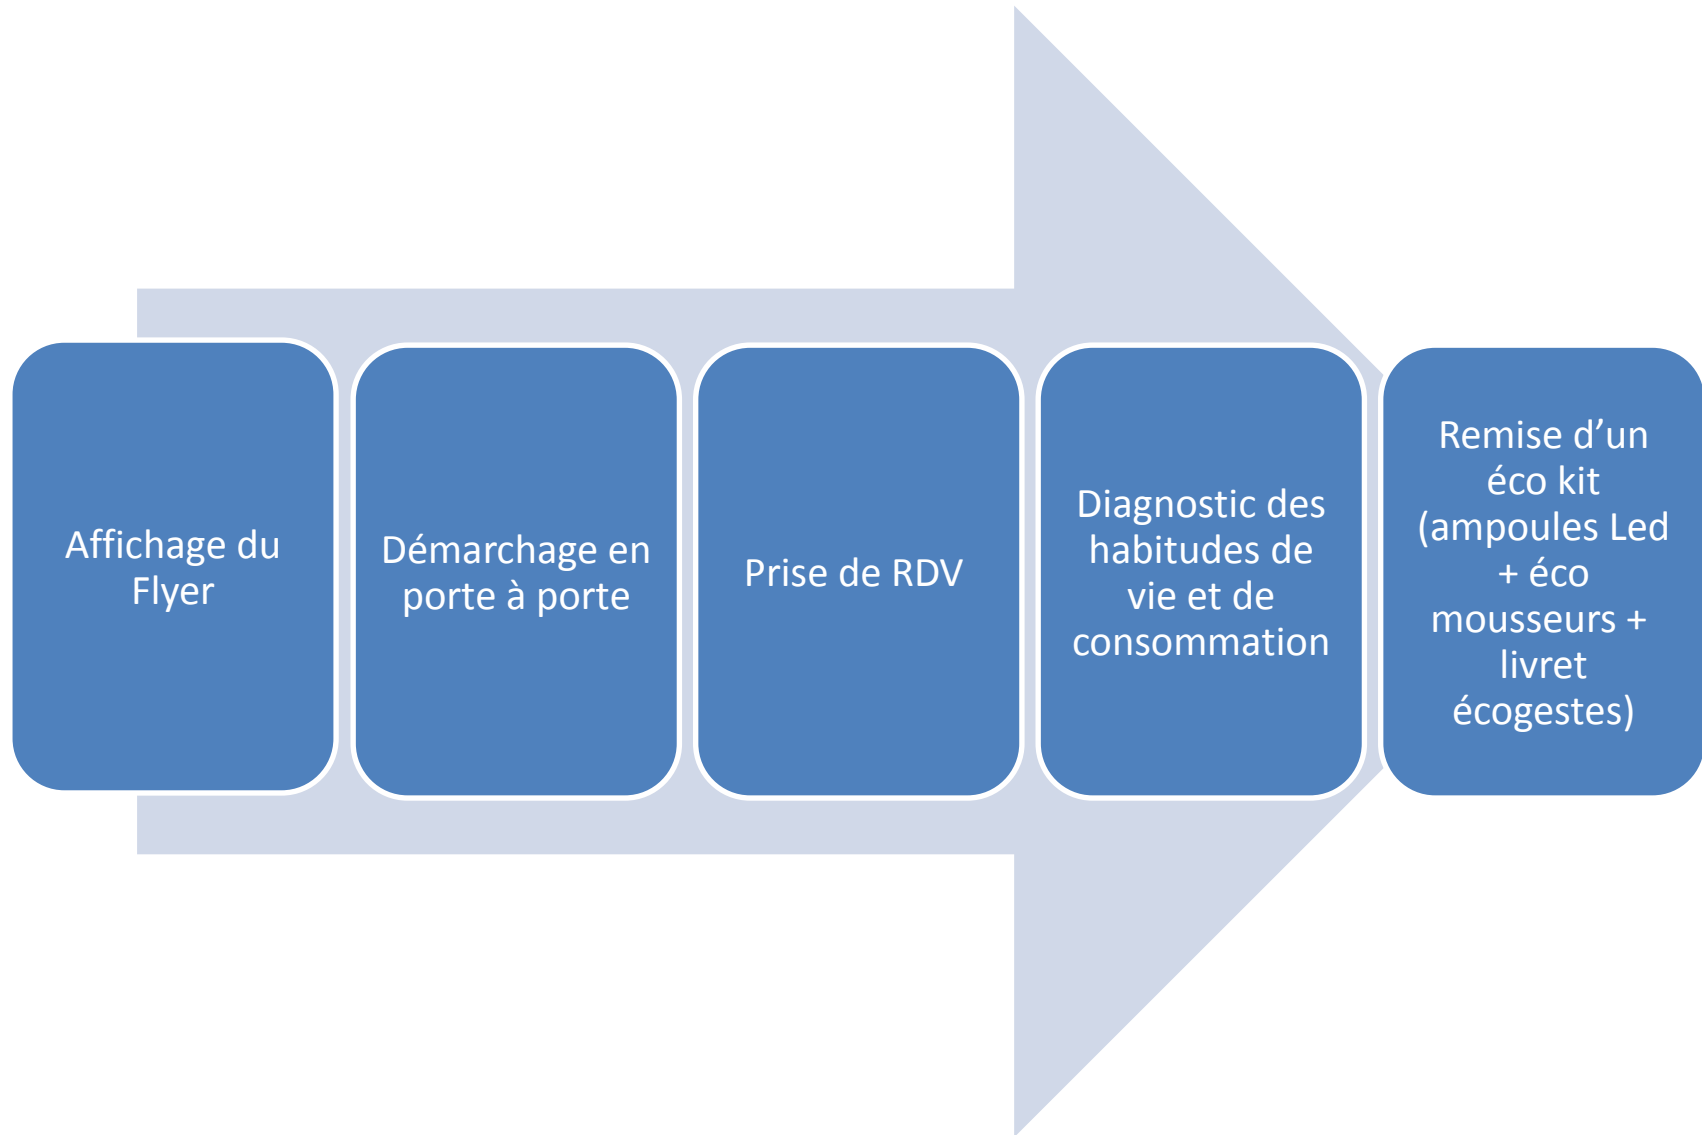 Affichage du
Flyer
Démarchage en
porte à porte
Prise de RDV
Diagnostic des
habitudes de
vie et de
consommation
Remise d’un
éco kit
(ampoules Led
+ éco
mousseurs +
livret
écogestes)